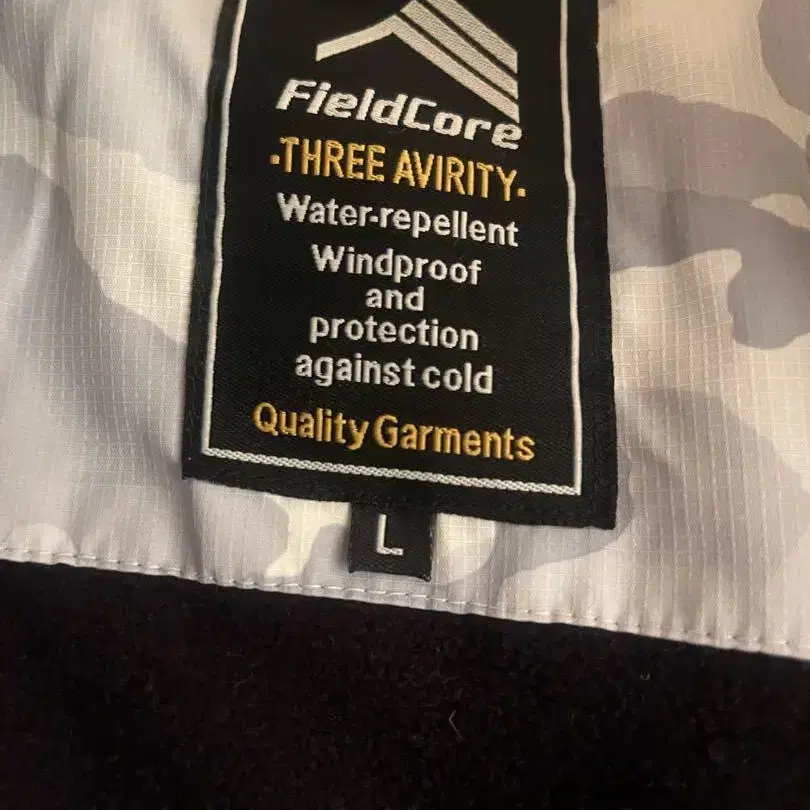 FieldCore
·THREE AVIRITY·
Water-repellent
Windproof
and
protection
against cold
Quality Garments
L